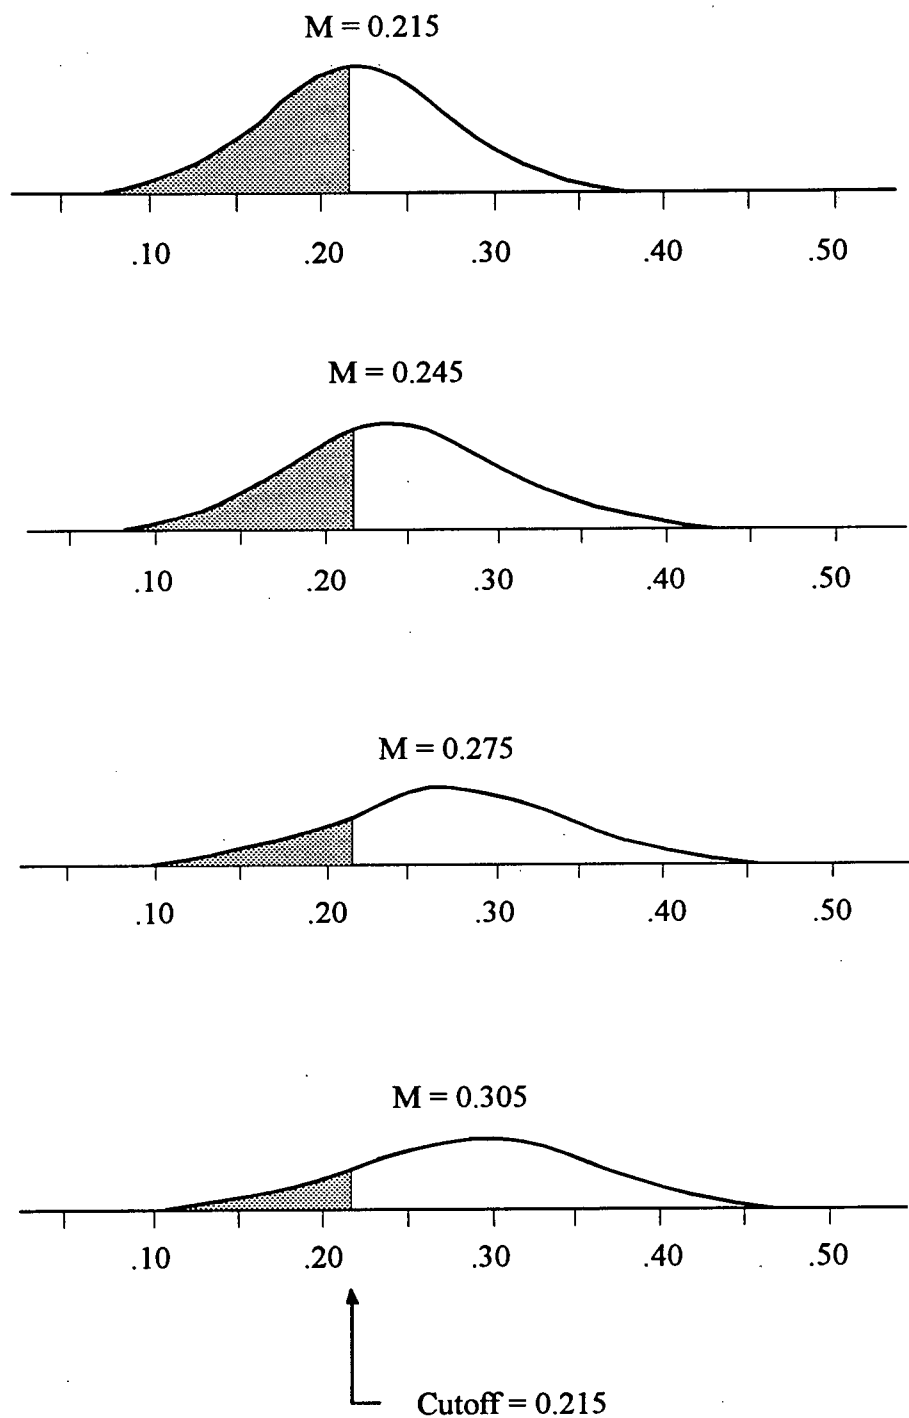 M = 0.215
.10 .20 .30 .40 .50
M = 0.245
.10 .20 .30 .40 .50
M = 0.275
.10 .20 .30 .40 .50
M = 0.305
.10 .20 .30 .40 .50
Cutoff = 0.215